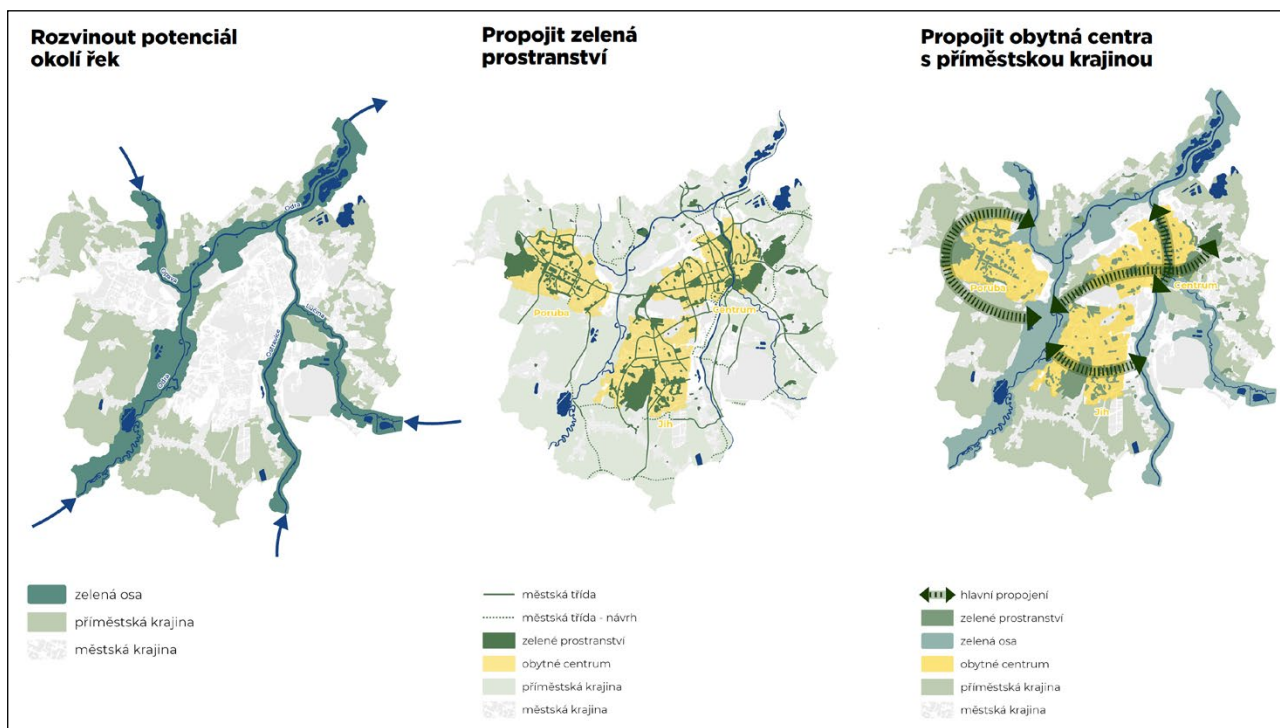 Rozvinout potenciál
okolí řek
Odra
Opava
Odra
Ostravice
Lučina
zelená osa
příměstská krajina
městská krajina
Propojit zelená
prostranství
Poruba
Centrum
Jih
městská třída
městská třída - návrh
zelené prostranství
obytné centrum
příměstská krajina
městská krajina
Propojit obytná centra
s příměstskou krajinou
Poruba
Centrum
Jih
hlavní propojení
zelené prostranství
zelená osa
obytné centrum
příměstská krajina
městská krajina